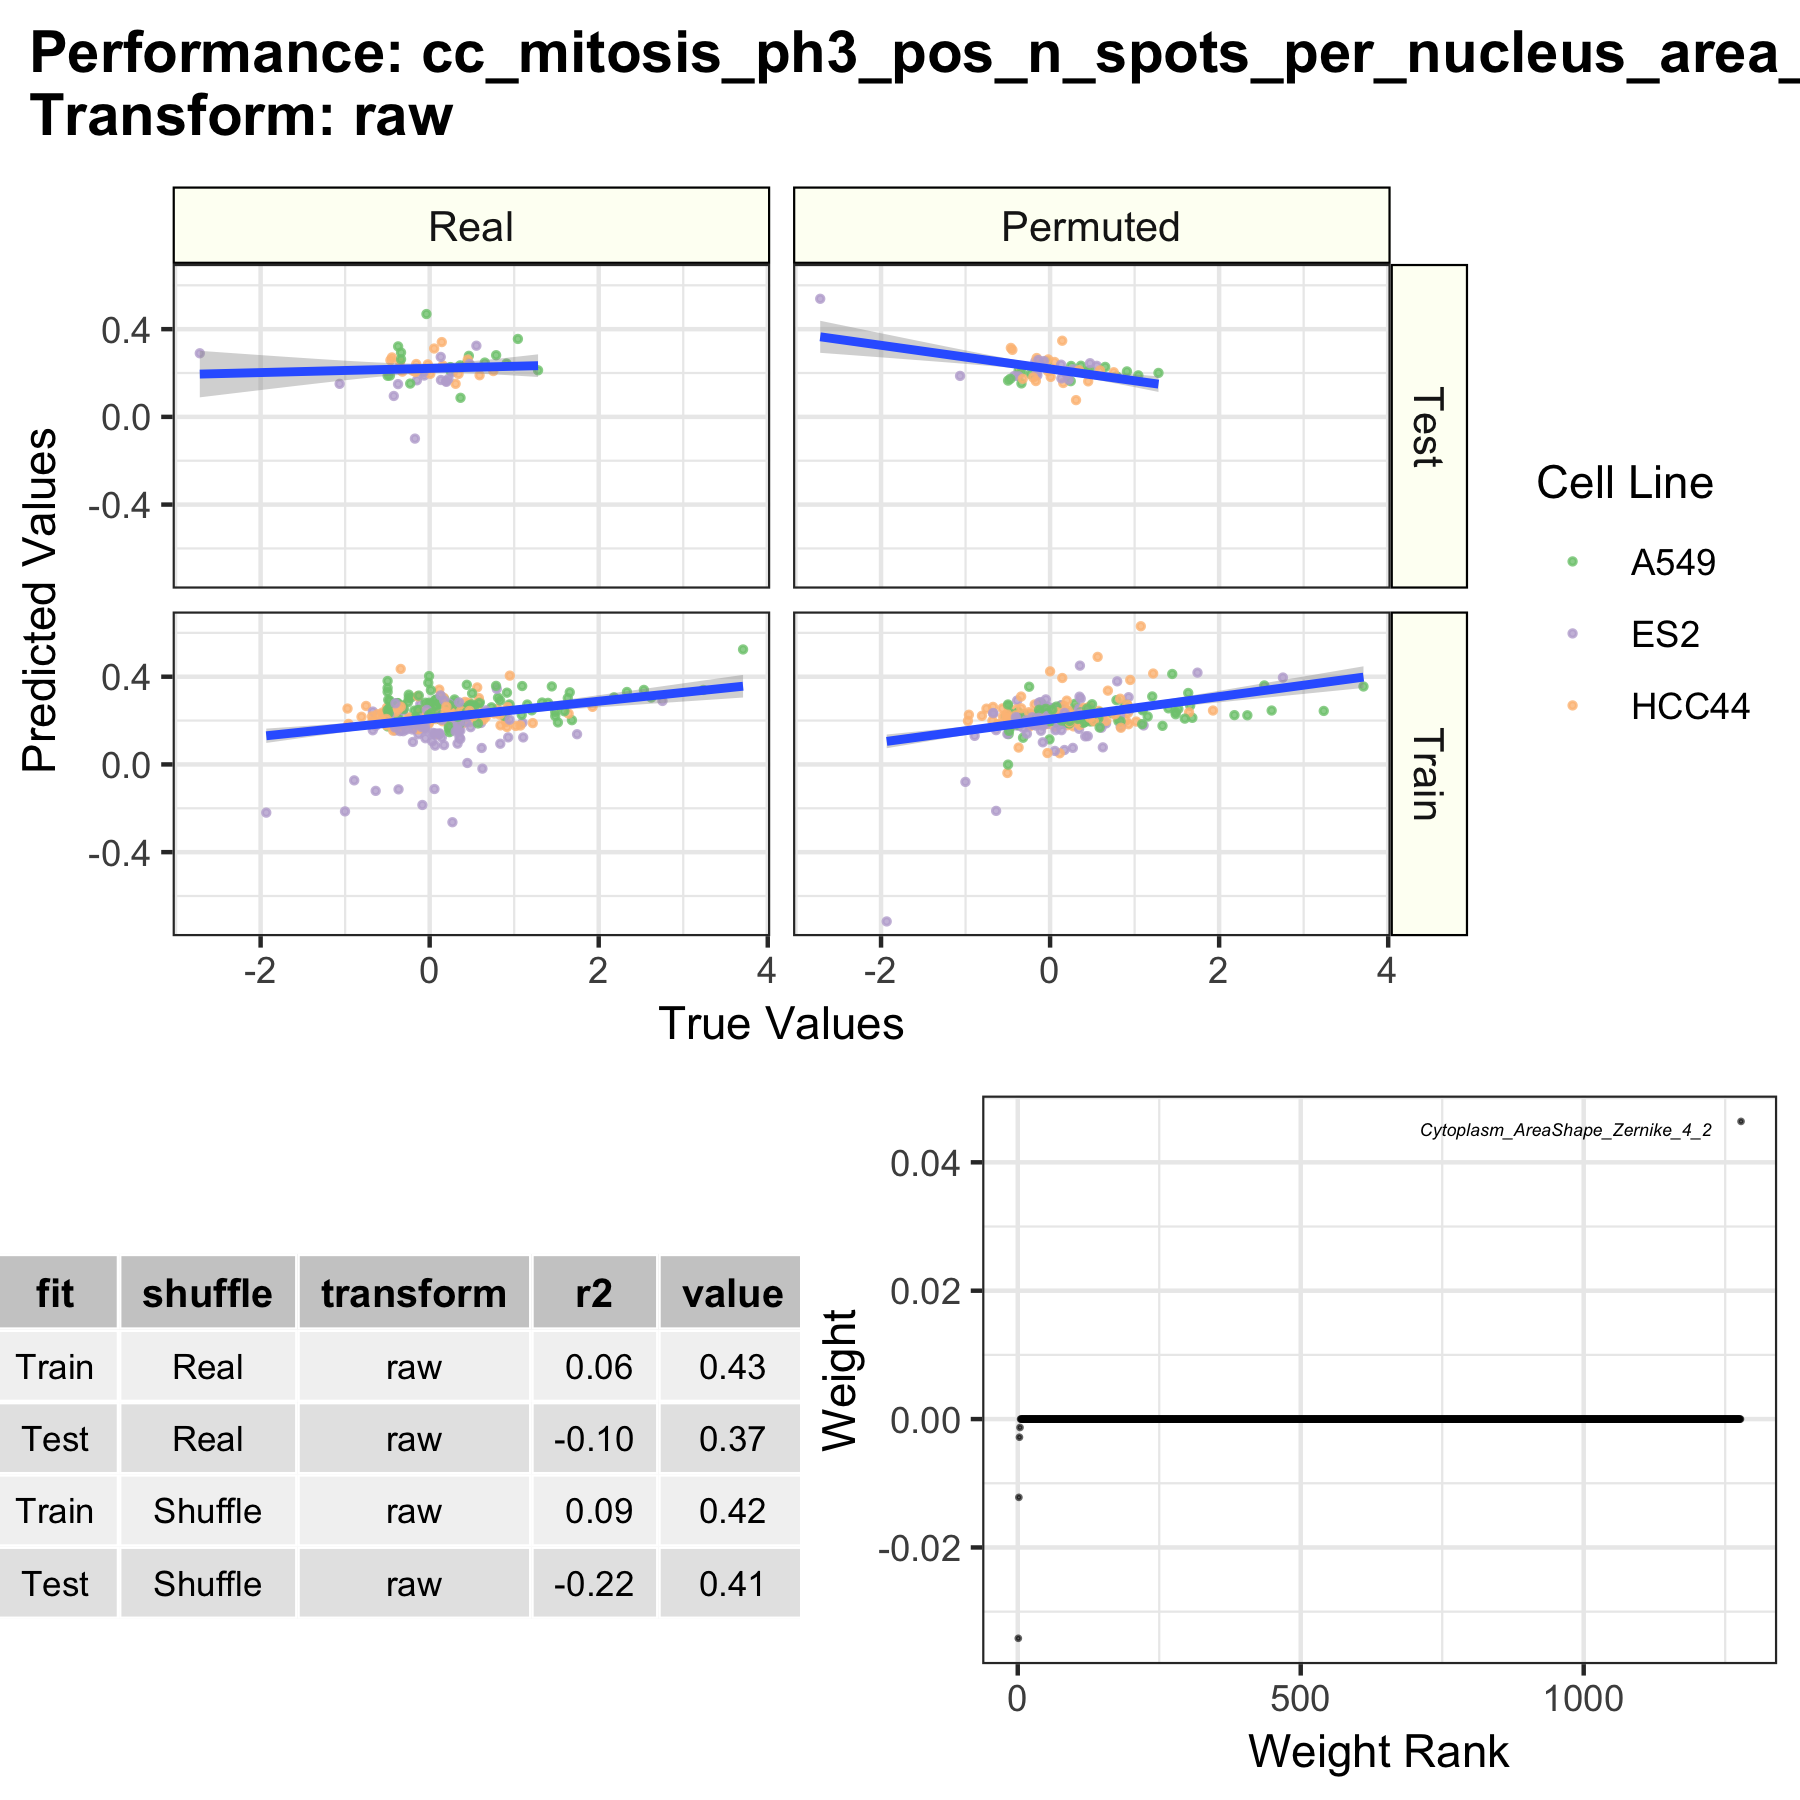 Performance: cc_mitosis_ph3_pos_n_spots_per_nucleus_area_
Transform: raw
Real
Permuted
0.4
0.0
-0.4
Test
0.4
0.0
-0.4
Train
-2 0 2 4
-2 0 2 4
Predicted Values
True Values
Cell Line
A549
ES2
HCC44
fit shuffle transform r2 value
Train Real raw 0.06 0.43
Test Real raw -0.10 0.37
Train Shuffle raw 0.09 0.42
Test Shuffle raw -0.22 0.41
Cytoplasm_AreaShape_Zernike_4_2
0.04
0.02
0.00
-0.02
Weight
0 500 1000
Weight Rank